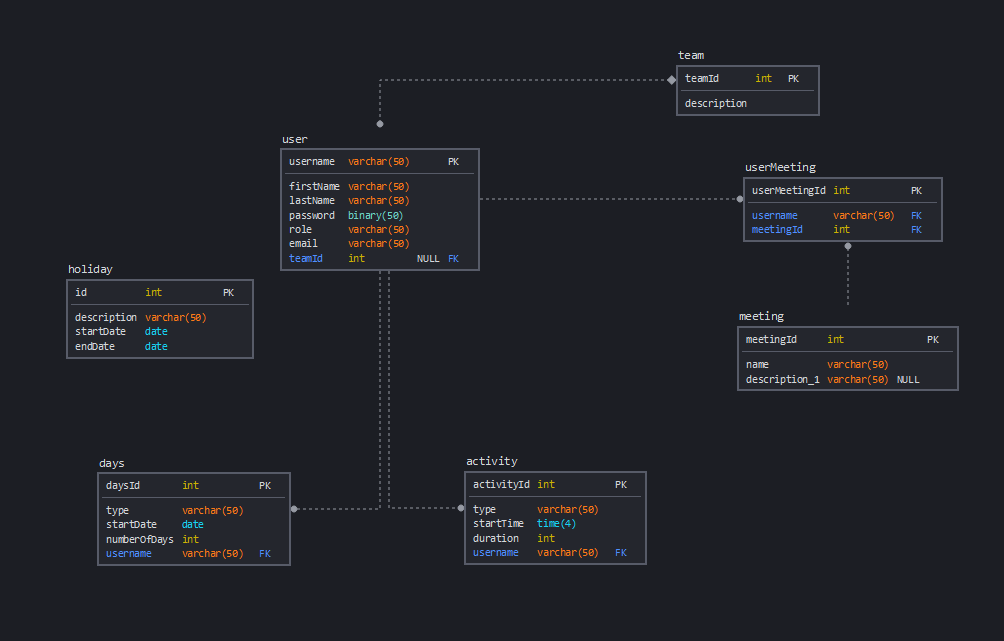 team
teamId int PK
description
user
username varchar(50) PK
firstName varchar(50)
lastName varchar(50)
password binary(50)
role varchar(50)
email varchar(50)
teamId int NULL FK
userMeeting
userMeetingId int PK
username varchar(50) FK
meetingId int FK
holiday
id int PK
description varchar(50)
startDate date
endDate date
meeting
meetingId int PK
name varchar(50)
description_1 varchar(50) NULL
days
daysId int PK
type varchar(50)
startDate date
numberOfDays int
username varchar(50) FK
activity
activityId int PK
type varchar(50)
startTime time(4)
duration int
username varchar(50) FK